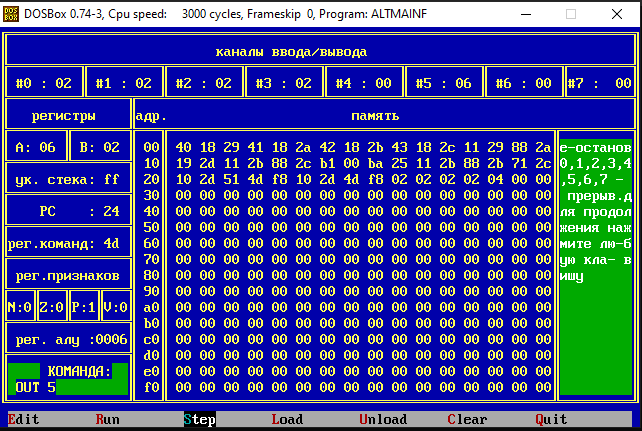 DOSBox 0.74-3, Cpu speed: 3000 cycles, Frameskip 0, Program: ALTMAINF
каналы ввода/вывода
#0 : 02 #1 : 02 #2 : 02 #3 : 02 #4 : 00 #5 : 06 #6 : 00 #7 : 00
регистры адр. память
A: 06 B: 02
ук. стека: ff
PC : 24
рег.команд: 4d
рег.признаков
N:0 Z:0 P:1 V:0
рег. алу :0006
КОМАНДА:
OUT 5
00 40 18 29 41 18 2a 42 18 2b 43 18 2c 11 29 88 2a
10 19 2d 11 2b 88 2c b1 00 ba 25 11 2b 88 2b 71 2c
20 10 2d 51 4d f8 10 2d 4d f8 02 02 02 02 04 00 00
30 00 00 00 00 00 00 00 00 00 00 00 00 00 00 00 00
40 00 00 00 00 00 00 00 00 00 00 00 00 00 00 00 00
50 00 00 00 00 00 00 00 00 00 00 00 00 00 00 00 00
60 00 00 00 00 00 00 00 00 00 00 00 00 00 00 00 00
70 00 00 00 00 00 00 00 00 00 00 00 00 00 00 00 00
80 00 00 00 00 00 00 00 00 00 00 00 00 00 00 00 00
90 00 00 00 00 00 00 00 00 00 00 00 00 00 00 00 00
a0 00 00 00 00 00 00 00 00 00 00 00 00 00 00 00 00
b0 00 00 00 00 00 00 00 00 00 00 00 00 00 00 00 00
c0 00 00 00 00 00 00 00 00 00 00 00 00 00 00 00 00
d0 00 00 00 00 00 00 00 00 00 00 00 00 00 00 00 00
e0 00 00 00 00 00 00 00 00 00 00 00 00 00 00 00 00
f0 00 00 00 00 00 00 00 00 00 00 00 00 00 00 00 00
е-останов
0,1,2,3,4
,5,6,7 -
прерыв.д
ля продол
жения наж
мите лю-б
ую кла- в
ишу
Edit Run Step Load Unload Clear Quit